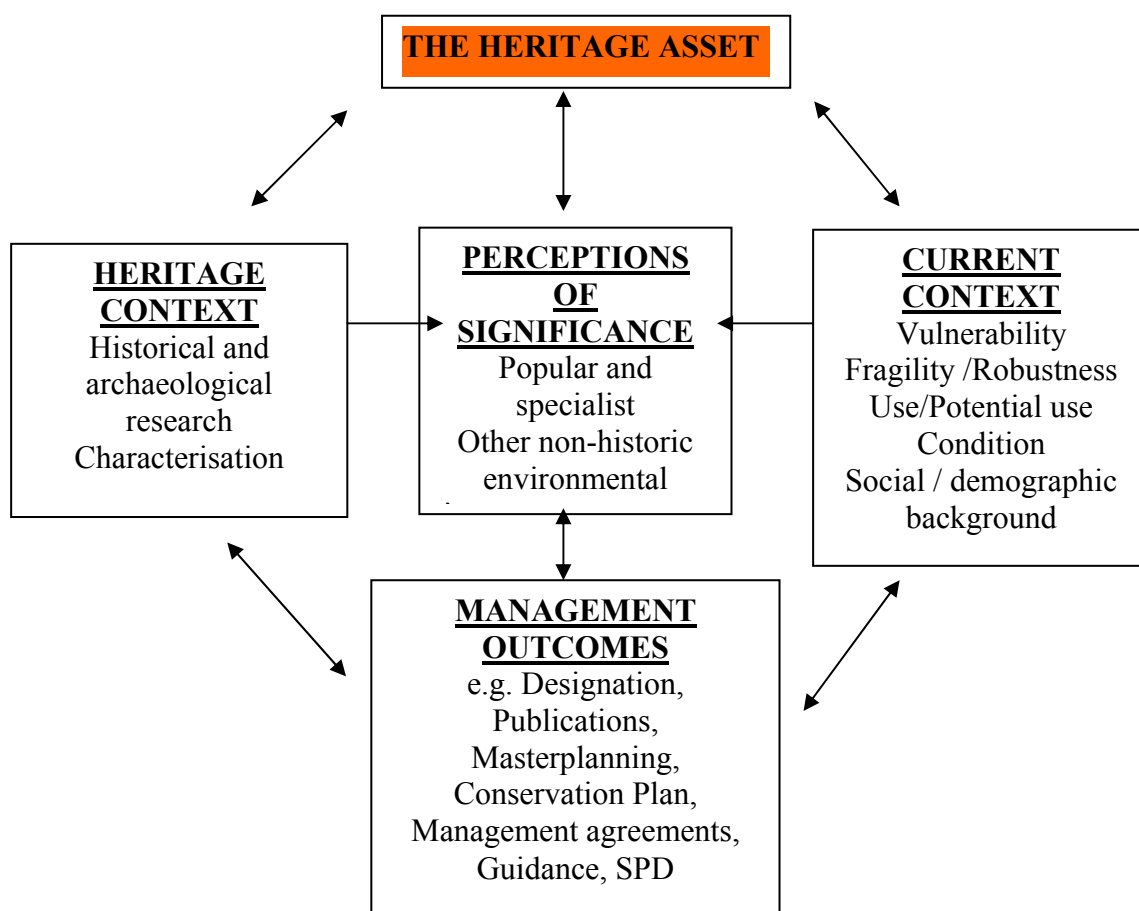 THE HERITAGE ASSET
HERITAGE
CONTEXT
Historical and
archaeological
research
Characterisation
PERCEPTIONS
OF
SIGNIFICANCE
Popular and
specialist
Other non-historic
environmental
CURRENT
CONTEXT
Vulnerability
Fragility /Robustness
Use/Potential use
Condition
Social / demographic
background
MANAGEMENT
OUTCOMES
e.g. Designation,
Publications,
Masterplanning,
Conservation Plan,
Management agreements,
Guidance, SPD